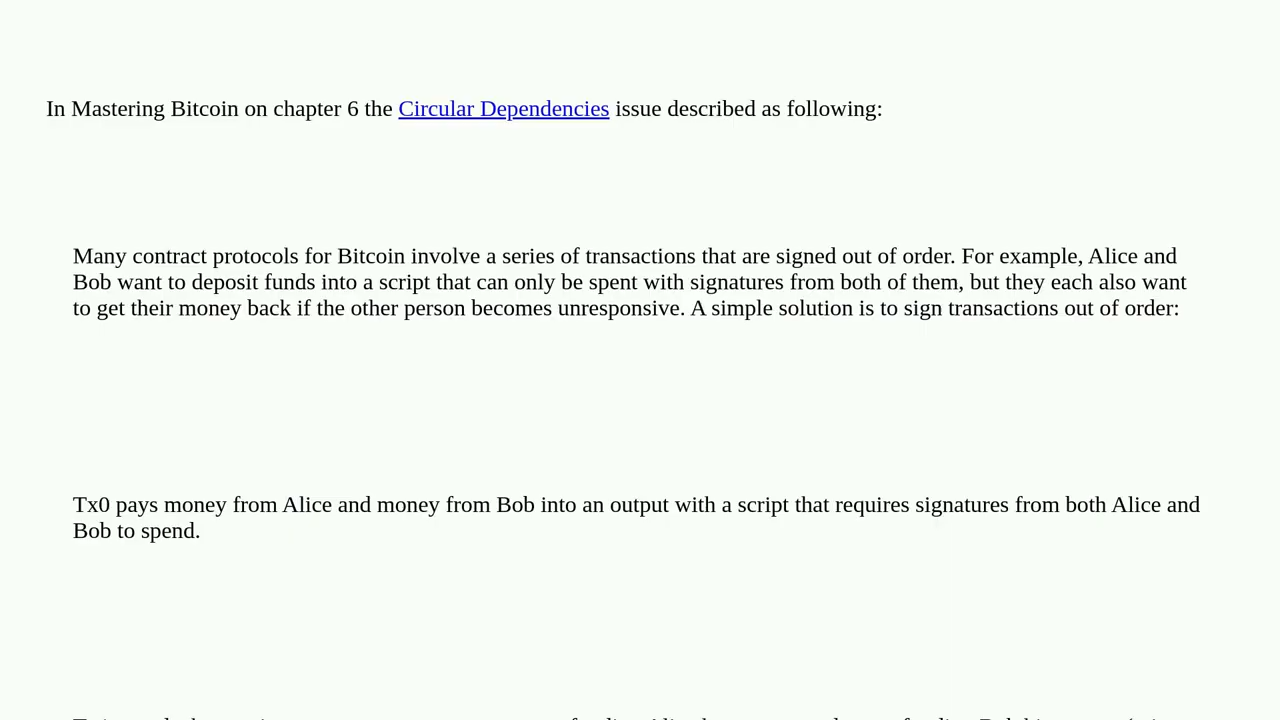 In Mastering Bitcoin on chapter 6 the Circular Dependencies issue described as following:
Many contract protocols for Bitcoin involve a series of transactions that are signed out of order. For example, Alice and
Bob want to deposit funds into a script that can only be spent with signatures from both of them, but they each also want
to get their money back if the other person becomes unresponsive. A simple solution is to sign transactions out of order:
Tx0 pays money from Alice and money from Bob into an output with a script that requires signatures from both Alice and
Bob to spend.